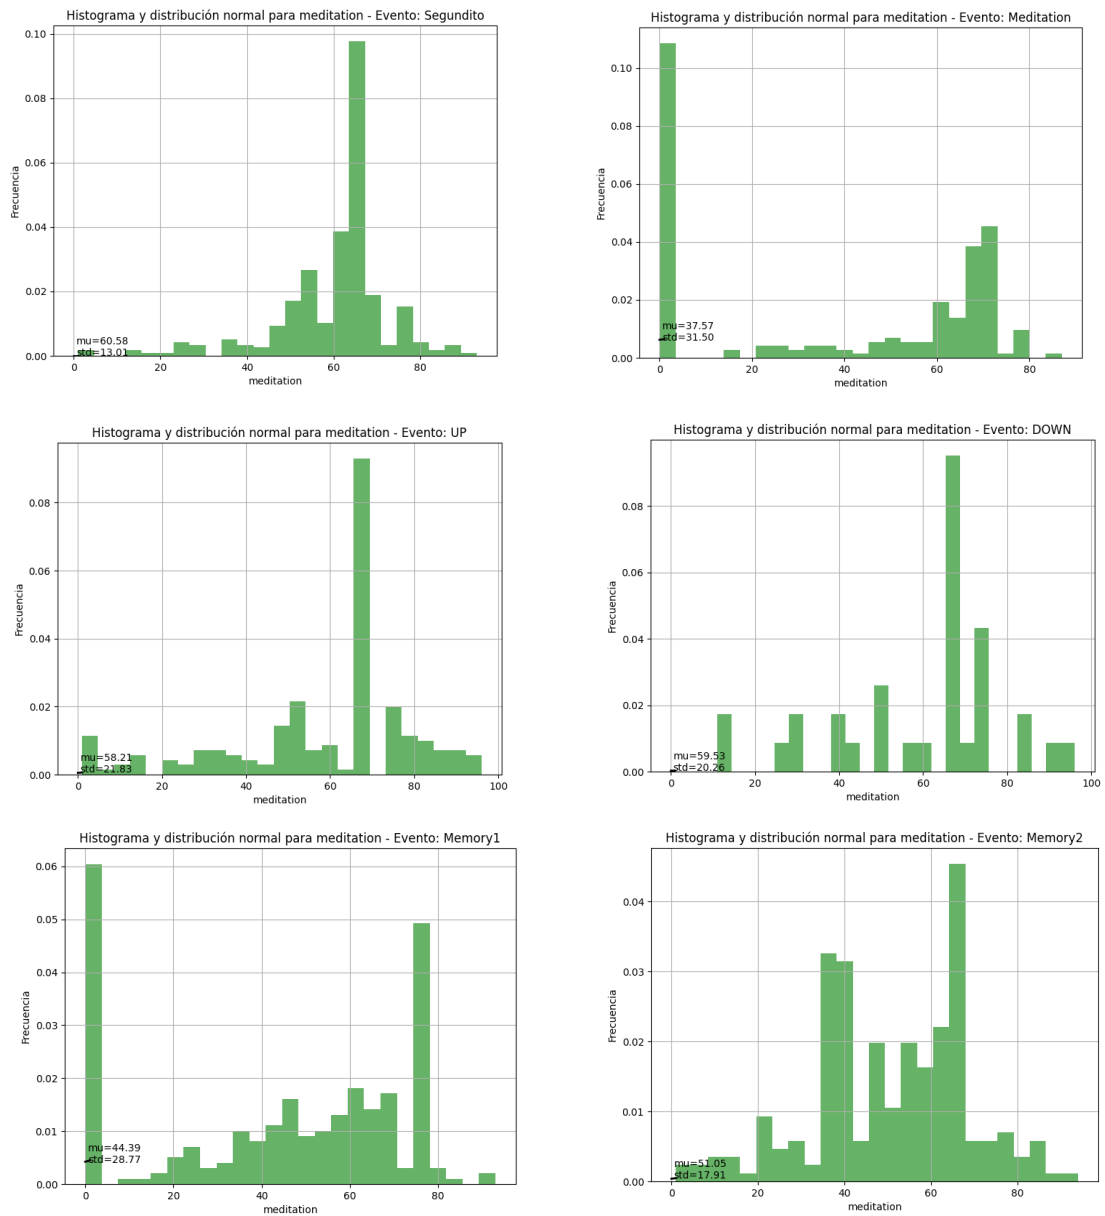 Histograma y distribución normal para meditation - Evento: Segundito
0.10
0.08
0.06
0.04
0.02
0.00
Frecuencia
mu=60.58
std=13.01
0 20 40 60 80
meditation
Histograma y distribución normal para meditation - Evento: Meditation
0.10
0.08
0.06
0.04
0.02
0.00
Frecuencia
mu=37.57
std=31.50
0 20 40 60 80
meditation
Histograma y distribución normal para meditation - Evento: UP
0.08
0.06
0.04
0.02
0.00
Frecuencia
mu=58.21
std=21.83
0 20 40 60 80 100
meditation
Histograma y distribución normal para meditation - Evento: DOWN
0.08
0.06
0.04
0.02
0.00
Frecuencia
mu=59.53
std=20.26
0 20 40 60 80 100
meditation
Histograma y distribución normal para meditation - Evento: Memory1
0.06
0.05
0.04
0.03
0.02
0.01
0.00
Frecuencia
mu=44.39
std=28.77
0 20 40 60 80
meditation
Histograma y distribución normal para meditation - Evento: Memory2
0.04
0.03
0.02
0.01
0.00
Frecuencia
mu=51.05
std=17.91
0 20 40 60 80
meditation